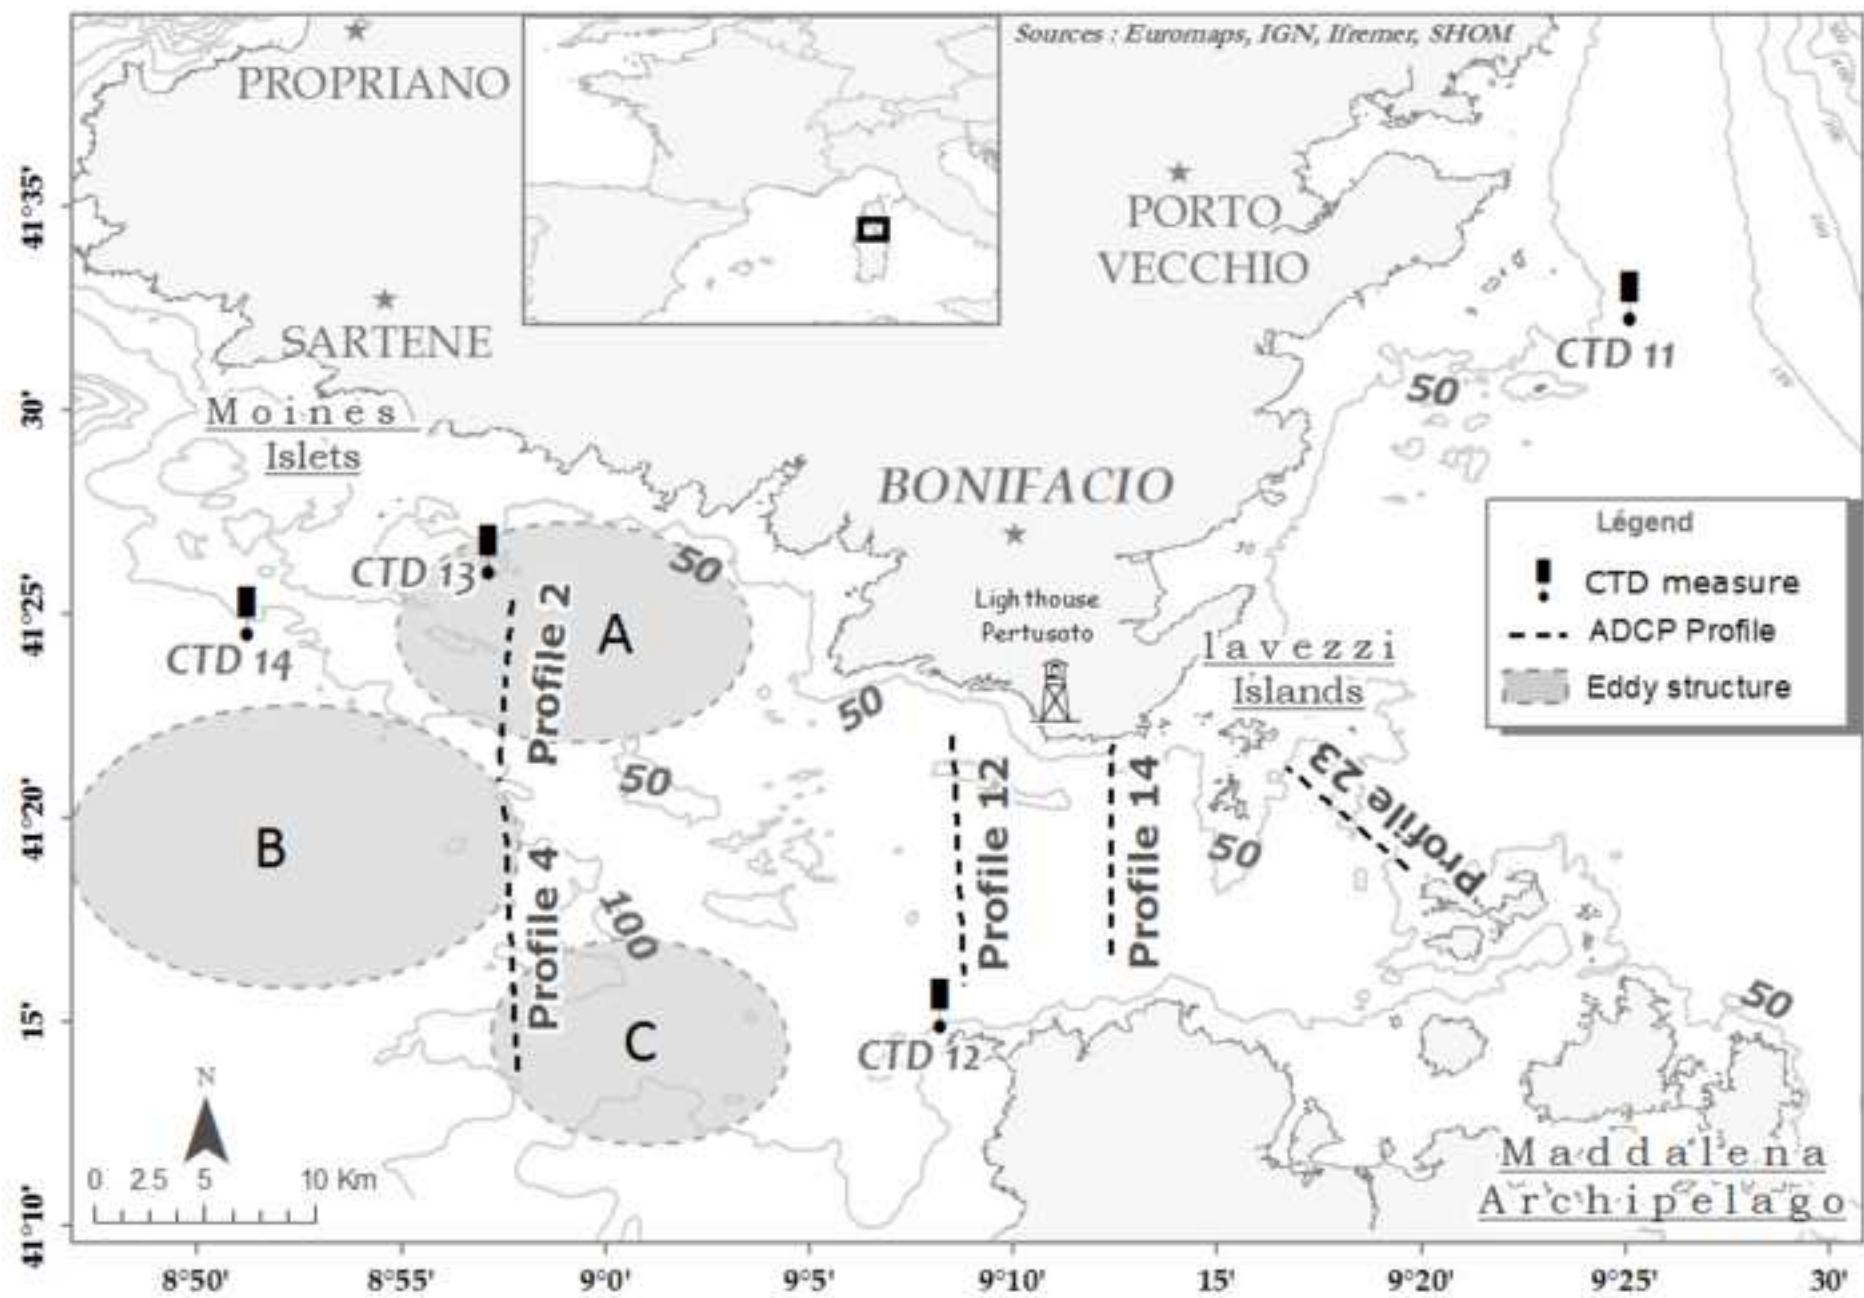 Sources : Euromaps, IGN, Ifremer, SHOM
PROPRIANO
PORTO
VECCHIO
SARTENE
CTD 11
50
Moines
Islets
BONIFACIO
Légend
CTD measure
ADCP Profile
Eddy structure
CTD 13
50
A
Profile 2
CTD 14
Lighthouse
Pertusato
lavezzi
Islands
50
50
B
Profile 4
100
Profile 12
Profile 14
50
Profile 23
C
CTD 12
50
N
0 2.5 5 10 Km
Maddalena
Archipelago
41°35'
30'
41°25'
41°20'
15'
41°10'
8°50' 8°55' 9°0' 9°5' 9°10' 15' 9°20' 9°25' 30'